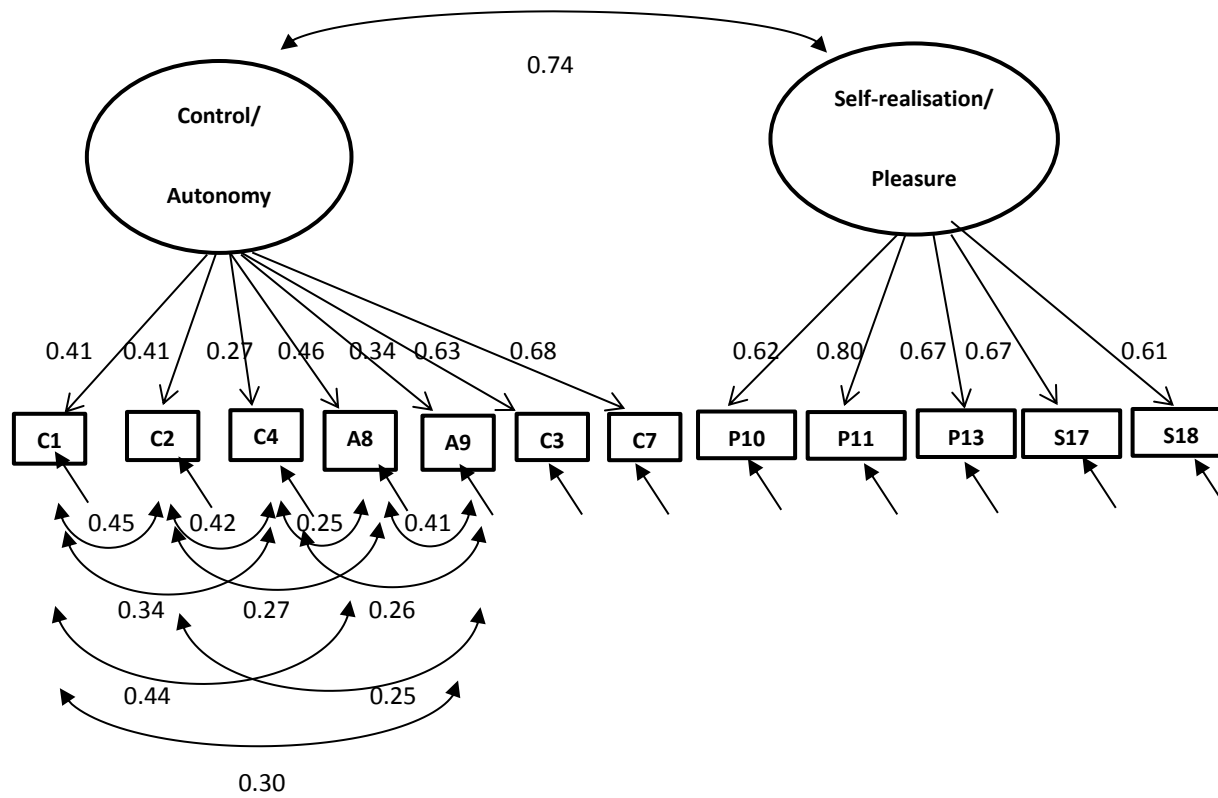 0.74
Control/
Autonomy
Self-realisation/
Pleasure
0.41 0.41 0.27 0.46 0.34 0.63 0.68 0.62 0.80 0.67 0.67 0.61
C1 C2 C4 A8 A9 C3 C7 P10 P11 P13 S17 S18
0.45 0.42 0.25 0.41
0.34 0.27 0.26
0.44 0.25
0.30